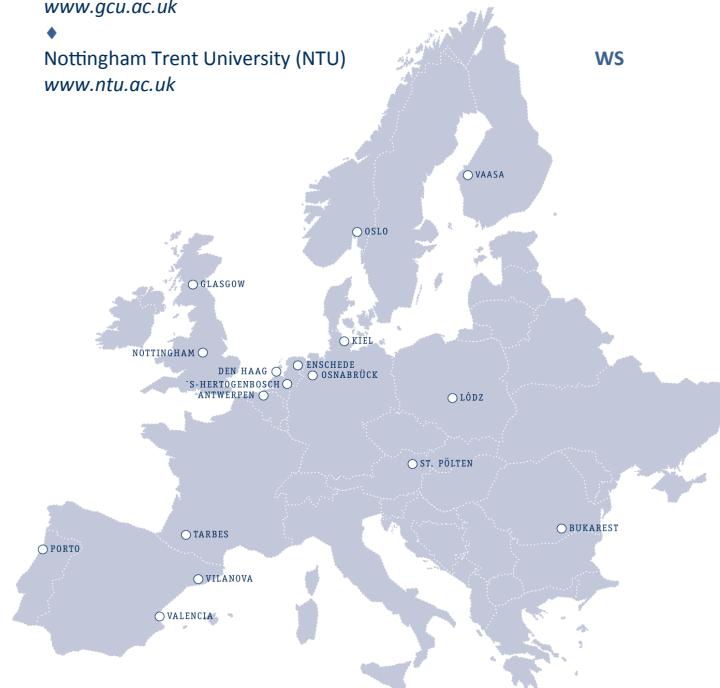 www.gcu.ac.uk
♦
Nottingham Trent University (NTU)
WS
www.ntu.ac.uk
VAASA
OSLO
GLASGOW
KIEL
NOTTINGHAM
ENSCHEDE
DEN HAAG
OSNABRÜCK
`S-HERTOGENBOSCH
ANTWERPEN
LÓDZ
ST. PÖLTEN
BUKAREST
TARBES
PORTO
VILANOVA
VALENCIA